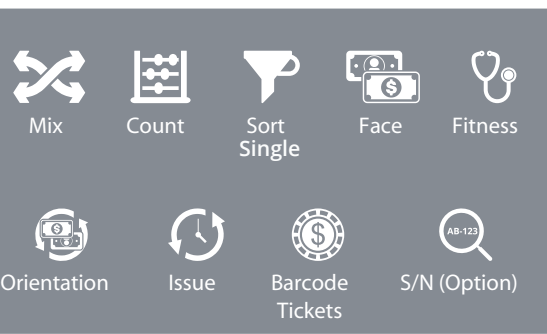 Mix
Count
Sort
Single
Face
Fitness
Orientation
Issue
Barcode
Tickets
AB-123
S/N (Option)